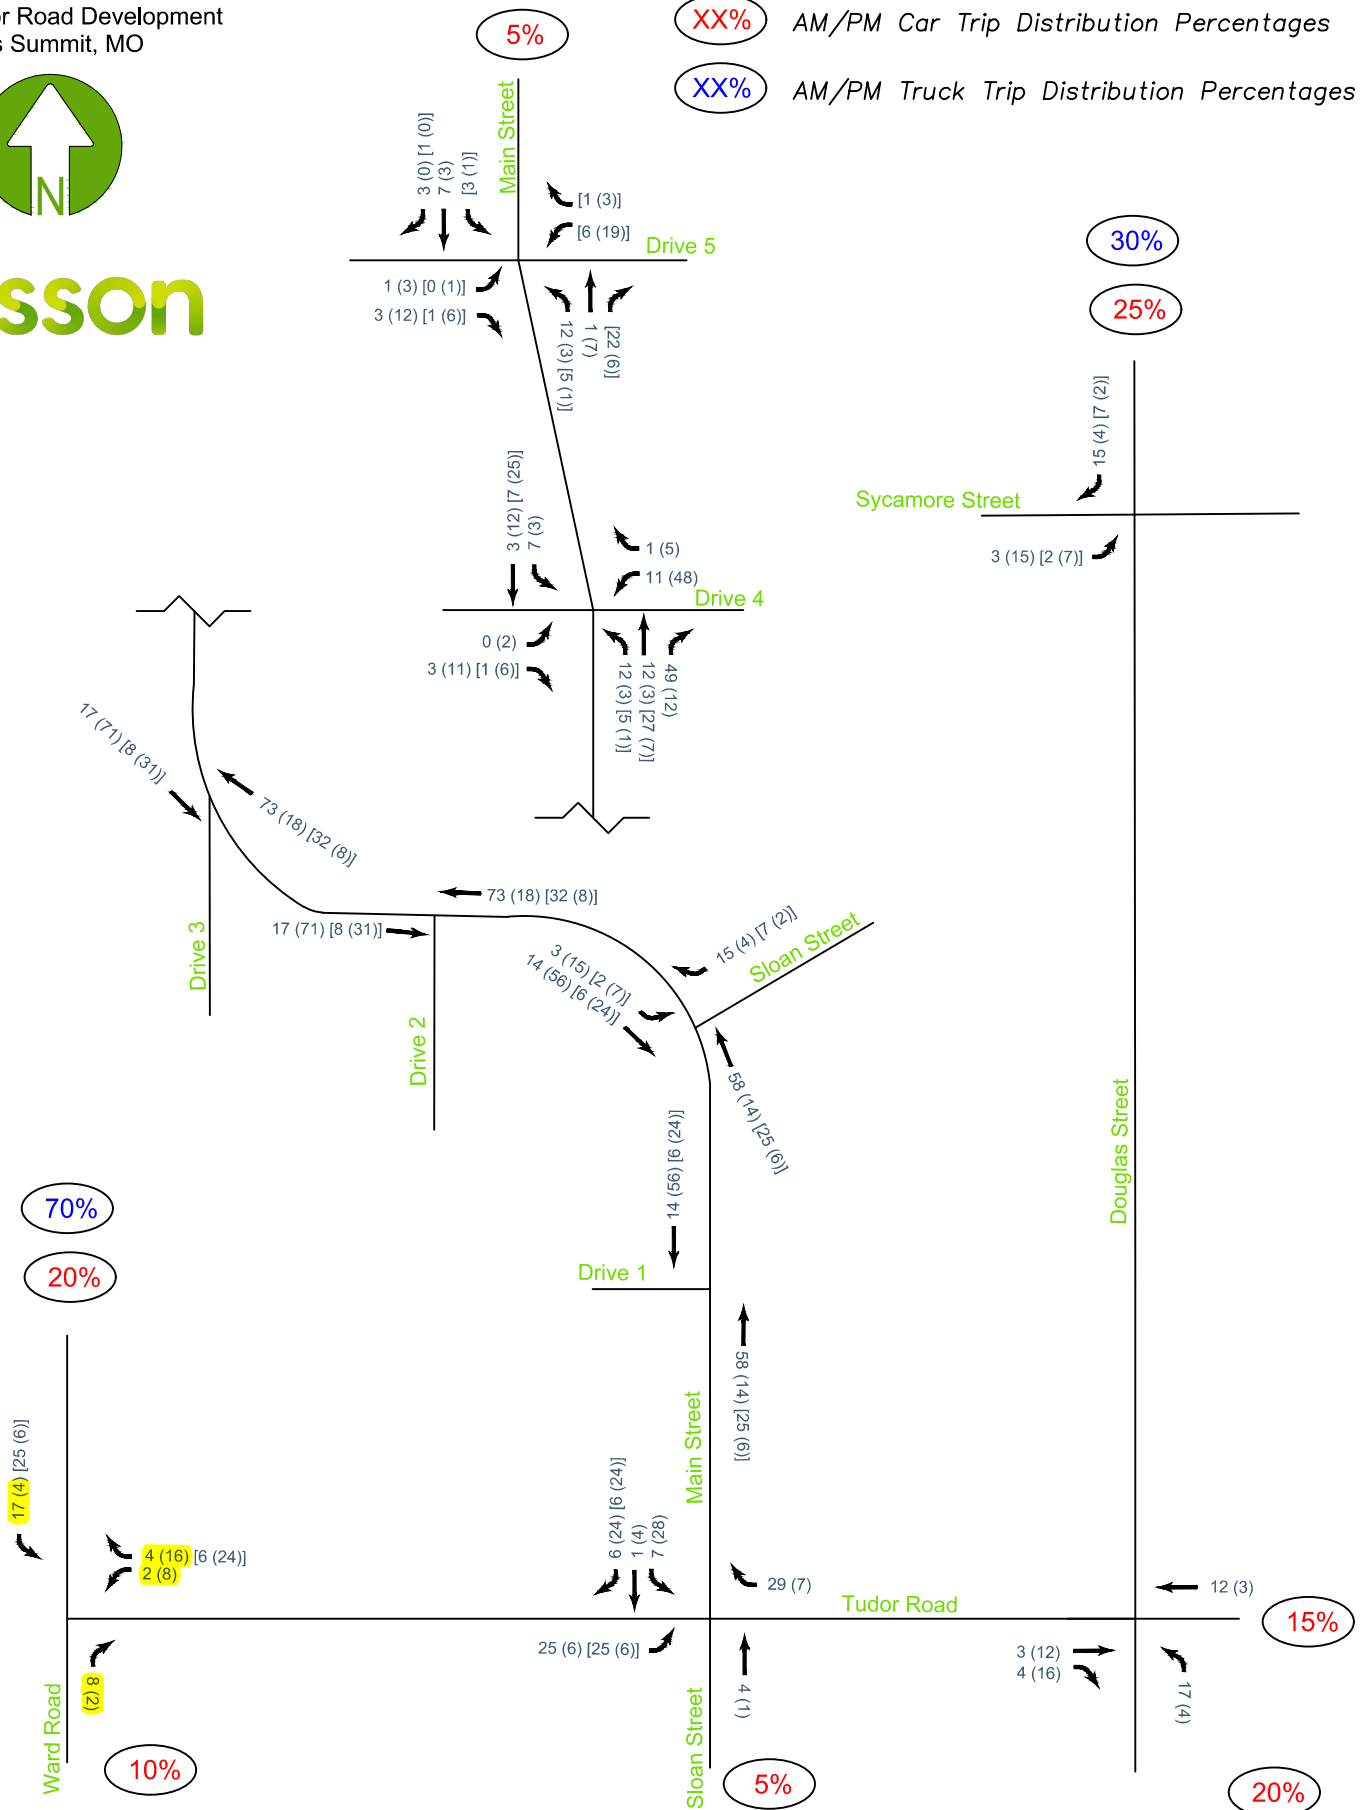 or Road Development
s Summit, MO
N
sson
5%
XX% AM/PM Car Trip Distribution Percentages
XX% AM/PM Truck Trip Distribution Percentages
Main Street
3 (0) [1 (0)]
7 (3)
[3 (1)]
[1 (3)]
[6 (19)]
Drive 5
1 (3) [0 (1)]
3 (12) [1 (6)]
12 (3) [5 (1)]
1 (7)
[22 (6)]
30%
25%
15 (4) [7 (2)]
Sycamore Street
3 (15) [2 (7)]
3 (12) [7 (25)]
7 (3)
1 (5)
11 (48)
Drive 4
0 (2)
3 (11) [1 (6)]
12 (3) [5 (1)]
12 (3) [27 (7)]
49 (12)
17 (71) [8 (31)]
73 (18) [32 (8)]
Drive 3
73 (18) [32 (8)]
17 (71) [8 (31)]
Drive 2
15 (4) [7 (2)]
Sloan Street
3 (15) [2 (7)]
14 (56) [6 (24)]
58 (14) [25 (6)]
14 (56) [6 (24)]
Drive 1
58 (14) [25 (6)]
Main Street
Douglas Street
70%
20%
17 (4) [25 (6)]
4 (16) [6 (24)]
2 (8)
8 (2)
Ward Road
10%
6 (24) [6 (24)]
1 (4)
7 (28)
29 (7)
Tudor Road
25 (6) [25 (6)]
4 (1)
Sloan Street
5%
12 (3)
15%
3 (12)
4 (16)
17 (4)
20%